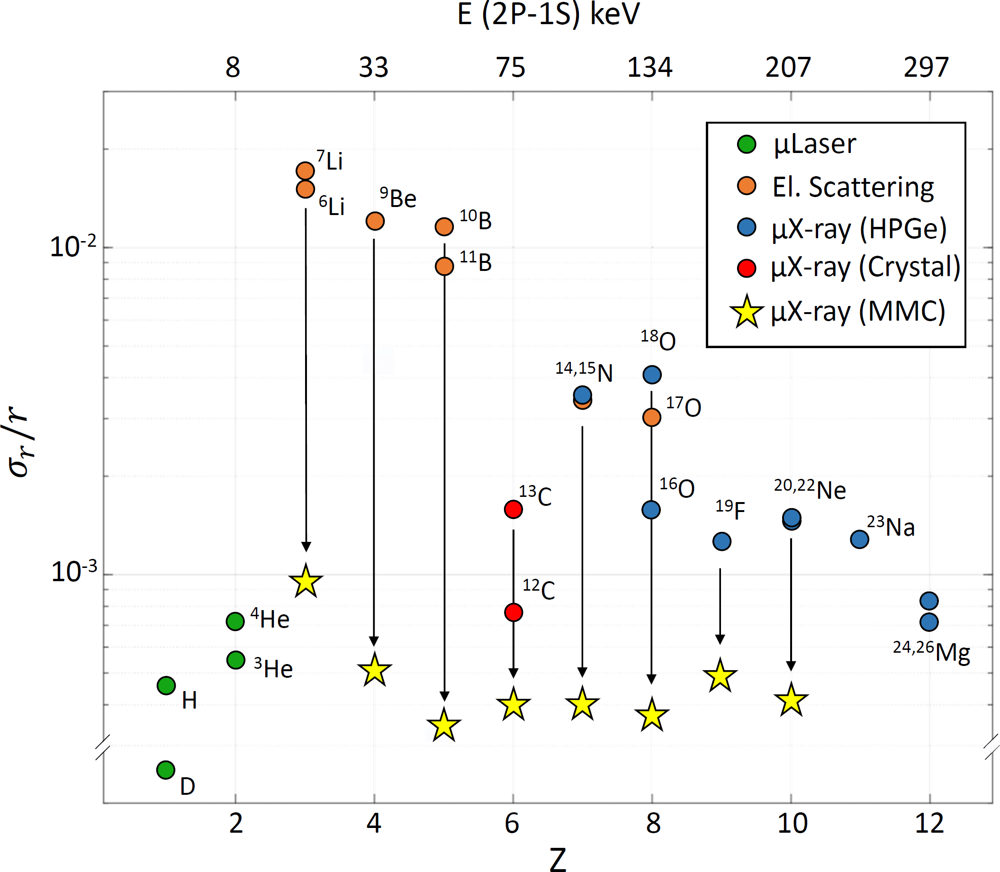 E (2P-1S) keV
8 33 75 134 207 297
μLaser
El. Scattering
μX-ray (HPGe)
μX-ray (Crystal)
μX-ray (MMC)
⁷Li
⁶Li
⁹Be
¹⁰B
¹¹B
10⁻²
¹⁸O
¹⁴,¹⁵N
¹⁷O
σᵣ/r
¹⁶O
¹³C
²⁰,²²Ne
¹⁹F
²³Na
10⁻³
¹²C
⁴He
³He
²⁴,²⁶Mg
H
D
2 4 6 8 10 12
Z